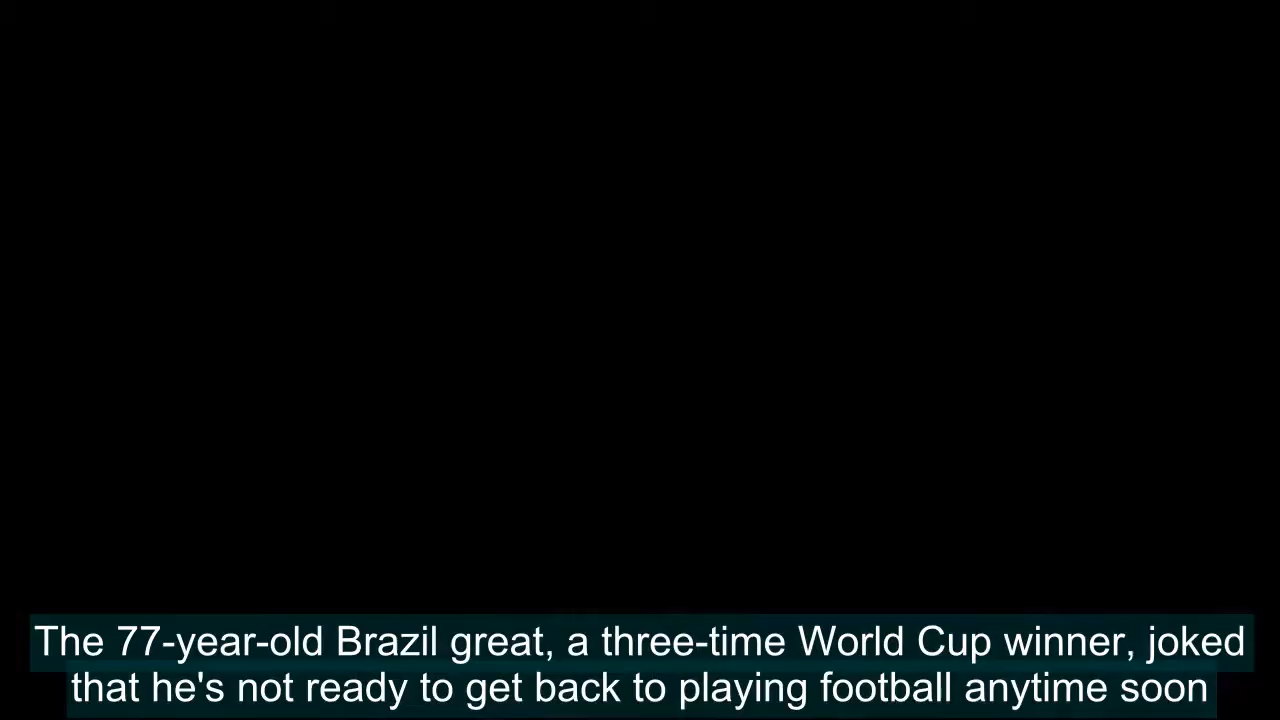 The 77-year-old Brazil great, a three-time World Cup winner, joked
that he's not ready to get back to playing football anytime soon